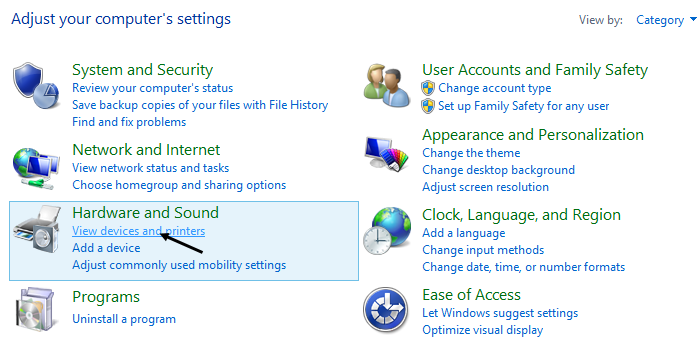 Adjust your computer's settings
View by: Category
System and Security
Review your computer's status
Save backup copies of your files with File History
Find and fix problems
Network and Internet
View network status and tasks
Choose homegroup and sharing options
Hardware and Sound
View devices and printers
Add a device
Adjust commonly used mobility settings
Programs
Uninstall a program
User Accounts and Family Safety
Change account type
Set up Family Safety for any user
Appearance and Personalization
Change the theme
Change desktop background
Adjust screen resolution
Clock, Language, and Region
Add a language
Change input methods
Change date, time, or number formats
Ease of Access
Let Windows suggest settings
Optimize visual display